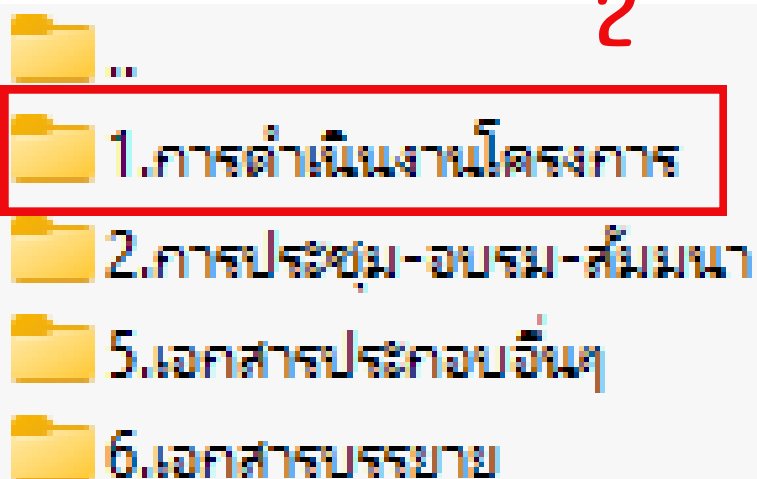 2
..
1.การดำเนินงานโครงการ
2.การประชุม-อบรม-สัมมนา
5.เอกสารประกอบอื่นๆ
6.เอกสารบรรยาย